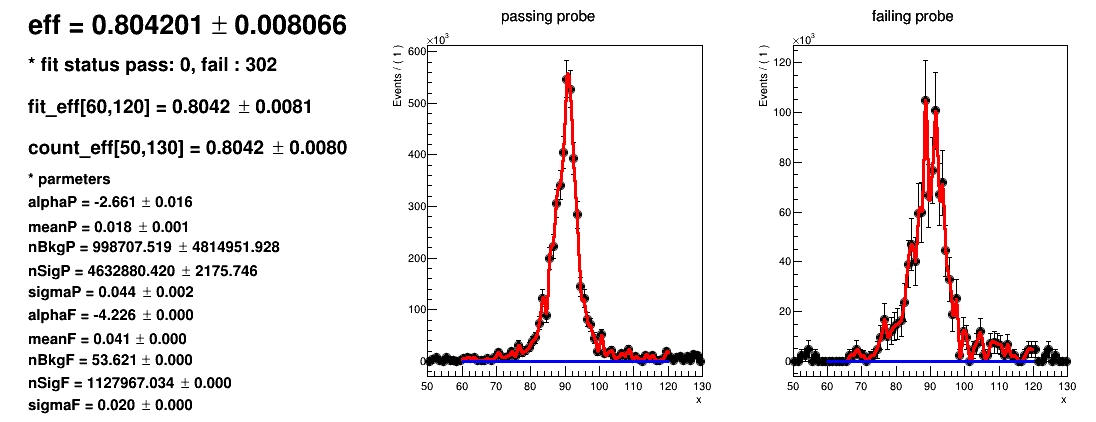 eff = 0.804201 ± 0.008066
* fit status pass: 0, fail : 302
fit_eff[60,120] = 0.8042 ± 0.0081
count_eff[50,130] = 0.8042 ± 0.0080
* parmeters
alphaP = -2.661 ± 0.016
meanP = 0.018 ± 0.001
nBkgP = 998707.519 ± 4814951.928
nSigP = 4632880.420 ± 2175.746
sigmaP = 0.044 ± 0.002
alphaF = -4.226 ± 0.000
meanF = 0.041 ± 0.000
nBkgF = 53.621 ± 0.000
nSigF = 1127967.034 ± 0.000
sigmaF = 0.020 ± 0.000
passing probe
×10³
Events / ( 1 )
600
500
400
300
200
100
0
50 60 70 80 90 100 110 120 130
x
failing probe
×10³
Events / ( 1 )
120
100
80
60
40
20
0
50 60 70 80 90 100 110 120 130
x